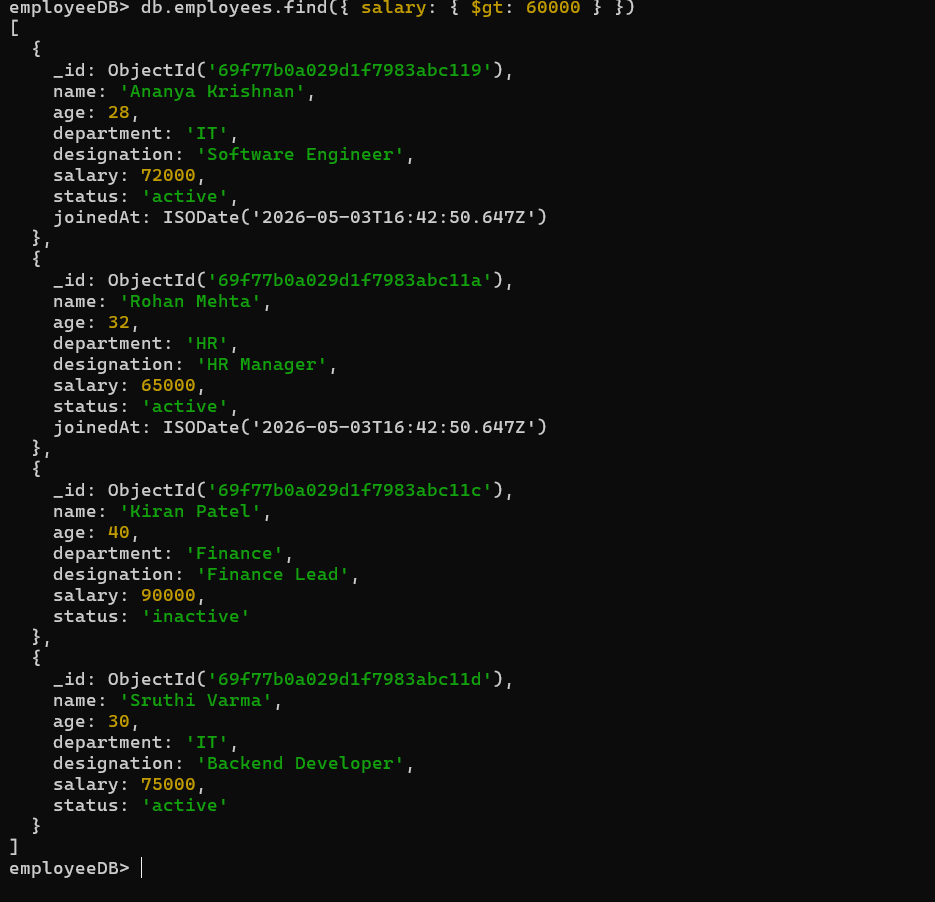 employeeDB> db.employees.find({ salary: { $gt: 60000 } })
[
  {
    _id: ObjectId('69f77b0a029d1f7983abc119'),
    name: 'Ananya Krishnan',
    age: 28,
    department: 'IT',
    designation: 'Software Engineer',
    salary: 72000,
    status: 'active',
    joinedAt: ISODate('2026-05-03T16:42:50.647Z')
  },
  {
    _id: ObjectId('69f77b0a029d1f7983abc11a'),
    name: 'Rohan Mehta',
    age: 32,
    department: 'HR',
    designation: 'HR Manager',
    salary: 65000,
    status: 'active',
    joinedAt: ISODate('2026-05-03T16:42:50.647Z')
  },
  {
    _id: ObjectId('69f77b0a029d1f7983abc11c'),
    name: 'Kiran Patel',
    age: 40,
    department: 'Finance',
    designation: 'Finance Lead',
    salary: 90000,
    status: 'inactive'
  },
  {
    _id: ObjectId('69f77b0a029d1f7983abc11d'),
    name: 'Sruthi Varma',
    age: 30,
    department: 'IT',
    designation: 'Backend Developer',
    salary: 75000,
    status: 'active'
  }
]
employeeDB>